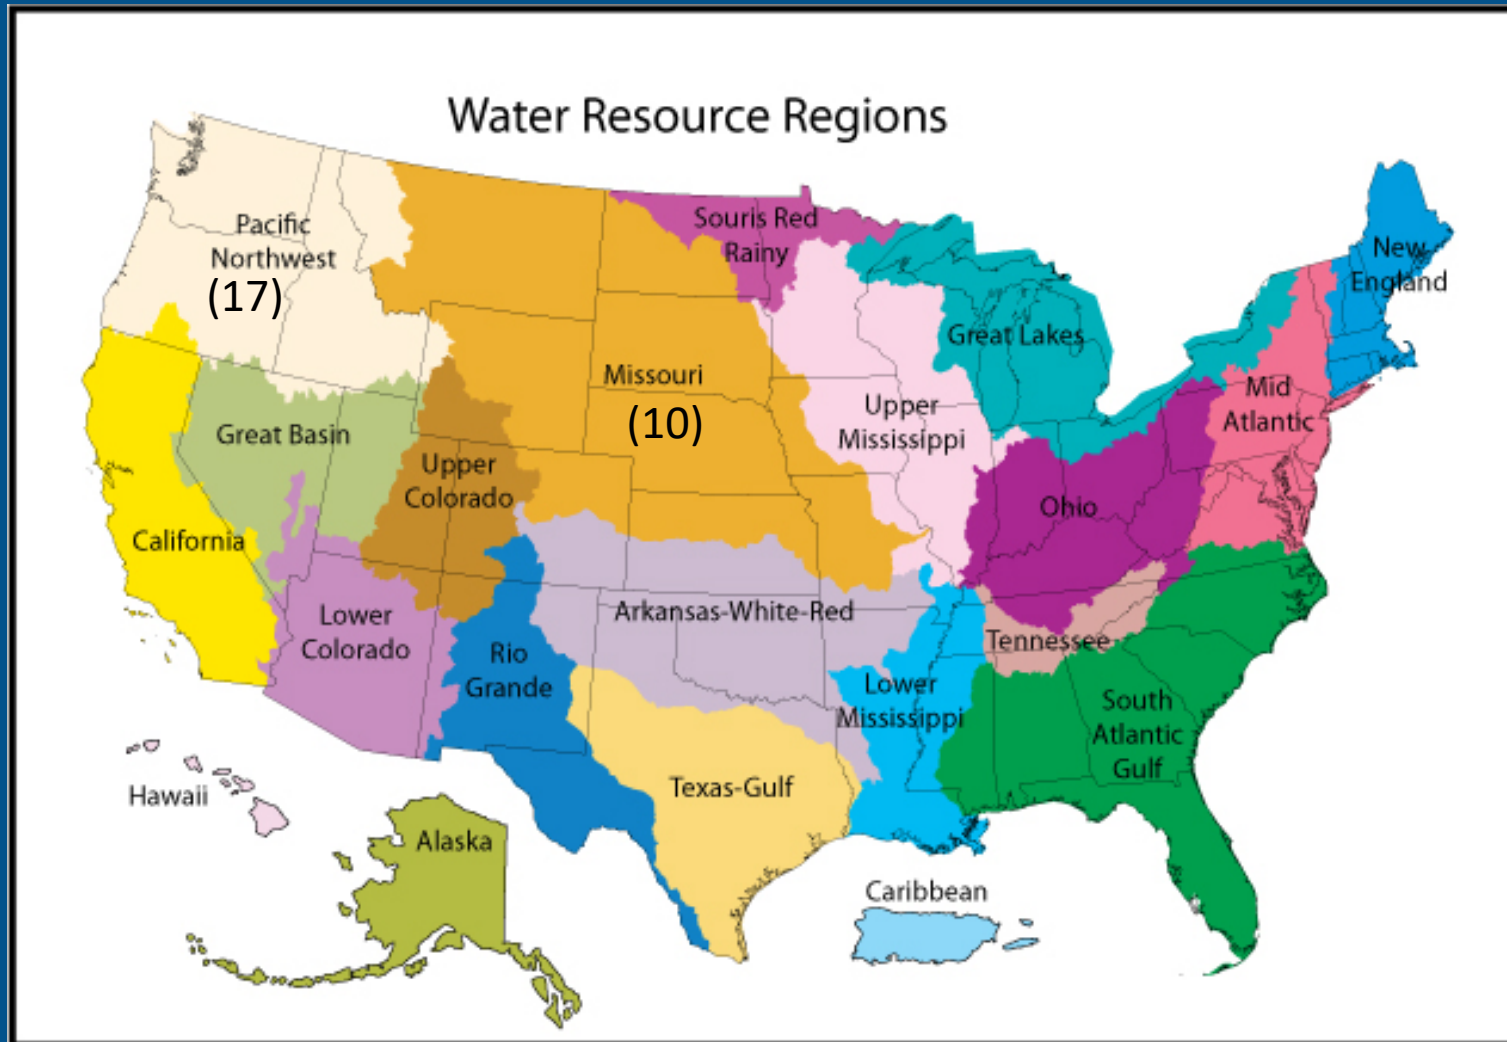 Water Resource Regions
Pacific
Northwest
(17)
Souris Red
Rainy
New
England
Great Lakes
Missouri
(10)
Upper
Mississippi
Mid
Atlantic
Great Basin
Upper
Colorado
Ohio
California
Lower
Colorado
Arkansas-White-Red
Tennessee
Rio
Grande
Lower
Mississippi
South
Atlantic
Gulf
Texas-Gulf
Hawaii
Alaska
Caribbean